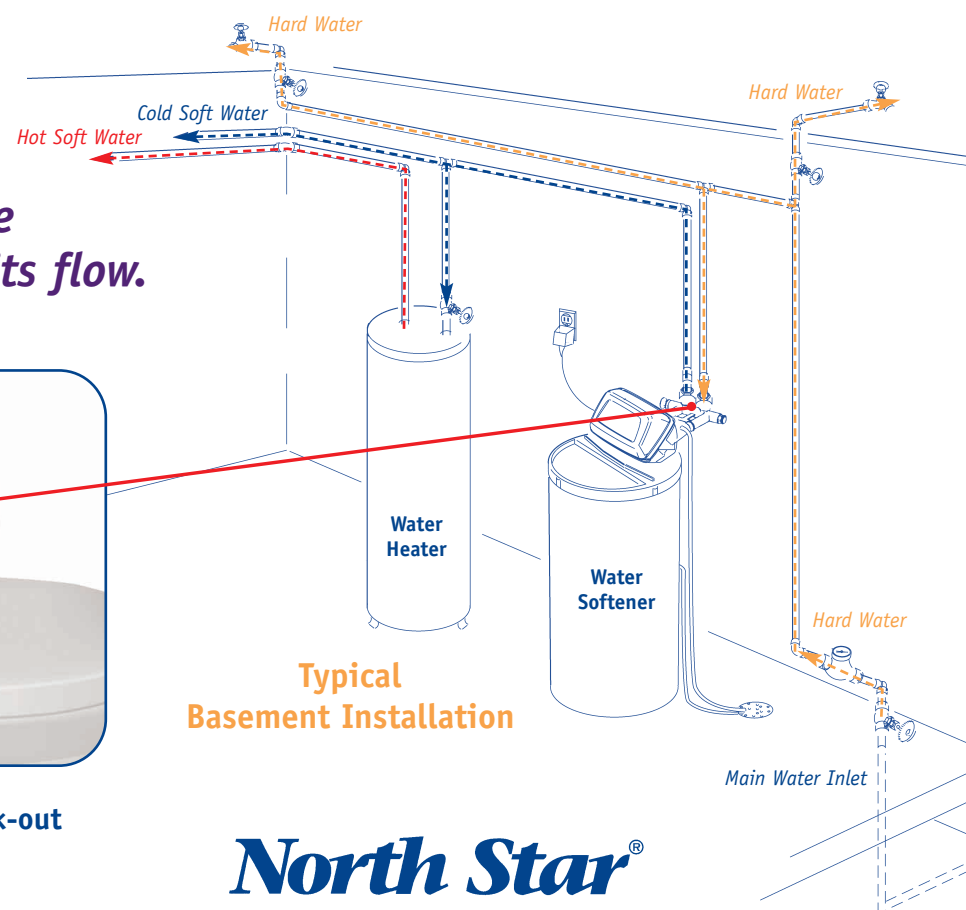 Hard Water
Hard Water
Cold Soft Water
Hot Soft Water
its flow.
Water
Heater
Water
Softener
Hard Water
Typical
Basement Installation
Main Water Inlet
North Star®